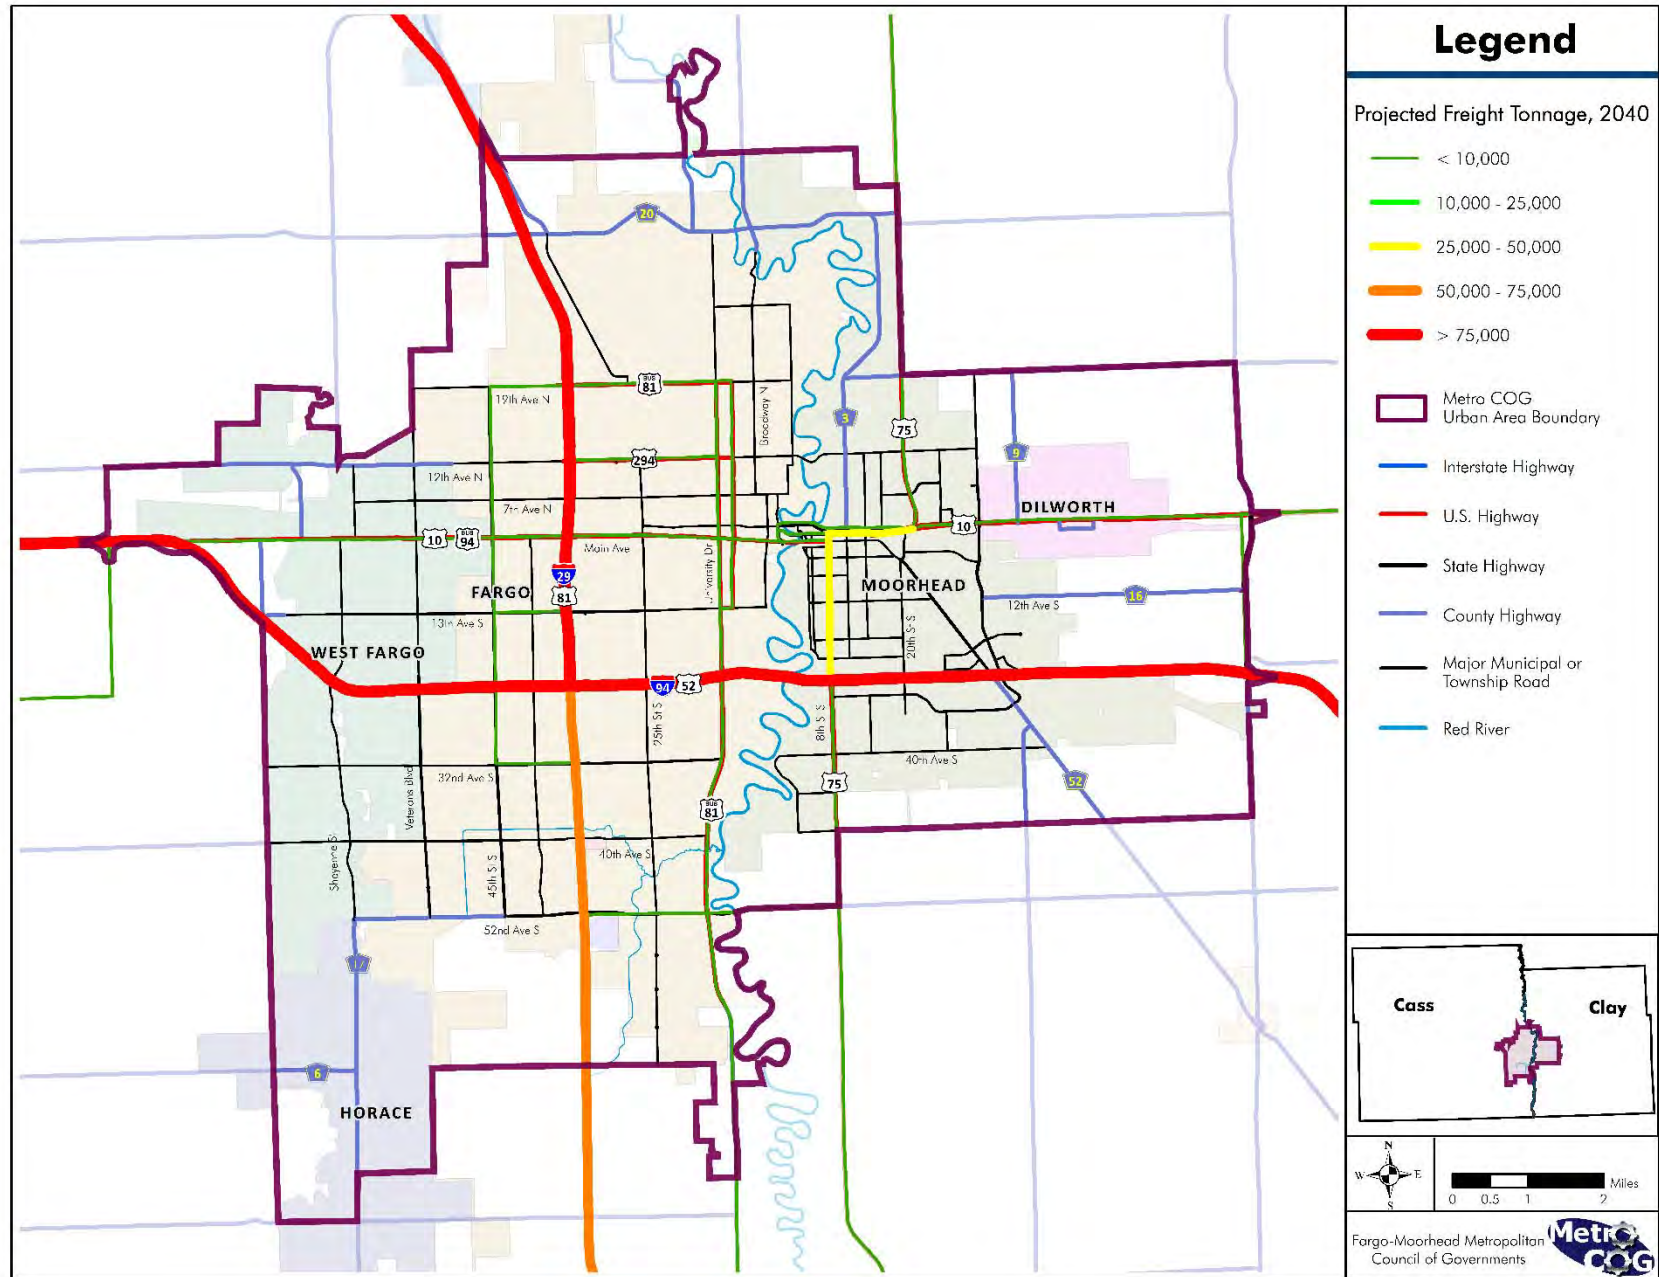 Legend
Projected Freight Tonnage, 2040
< 10,000
10,000 - 25,000
25,000 - 50,000
50,000 - 75,000
> 75,000
Metro COG
Urban Area Boundary
Interstate Highway
U.S. Highway
State Highway
County Highway
Major Municipal or
Township Road
Red River
Cass
Clay
N
W
E
S
0
0.5
1
2
Miles
Fargo-Moorhead Metropolitan
Council of Governments
Metro
COG
20
BUS
81
19th Ave N
Broadway N
3
75
294
9
12th Ave N
7th Ave N
DILWORTH
10
BUS
94
10
Main Ave
University Dr
29
81
FARGO
MOORHEAD
16
12th Ave S
13th Ave S
20th St S
WEST FARGO
94
52
25th St S
8th S S
40th Ave S
32nd Ave S
Veterans Blvd
75
52
BUS
81
40th Ave S
45th St S
52nd Ave S
17
6
HORACE